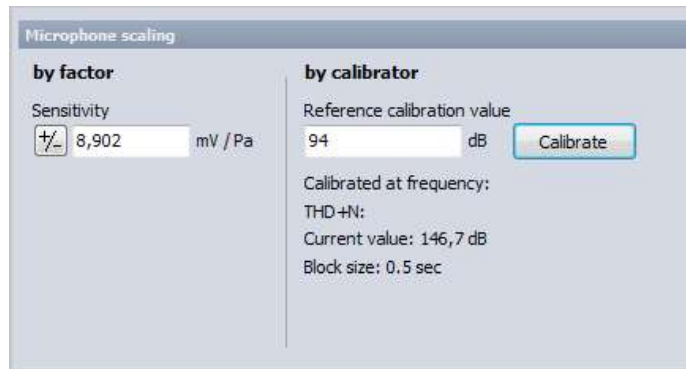 Microphone scaling
by factor
Sensitivity
+/- 8,902 mV / Pa
by calibrator
Reference calibration value
94 dB Calibrate
Calibrated at frequency:
THD+N:
Current value: 146,7 dB
Block size: 0.5 sec